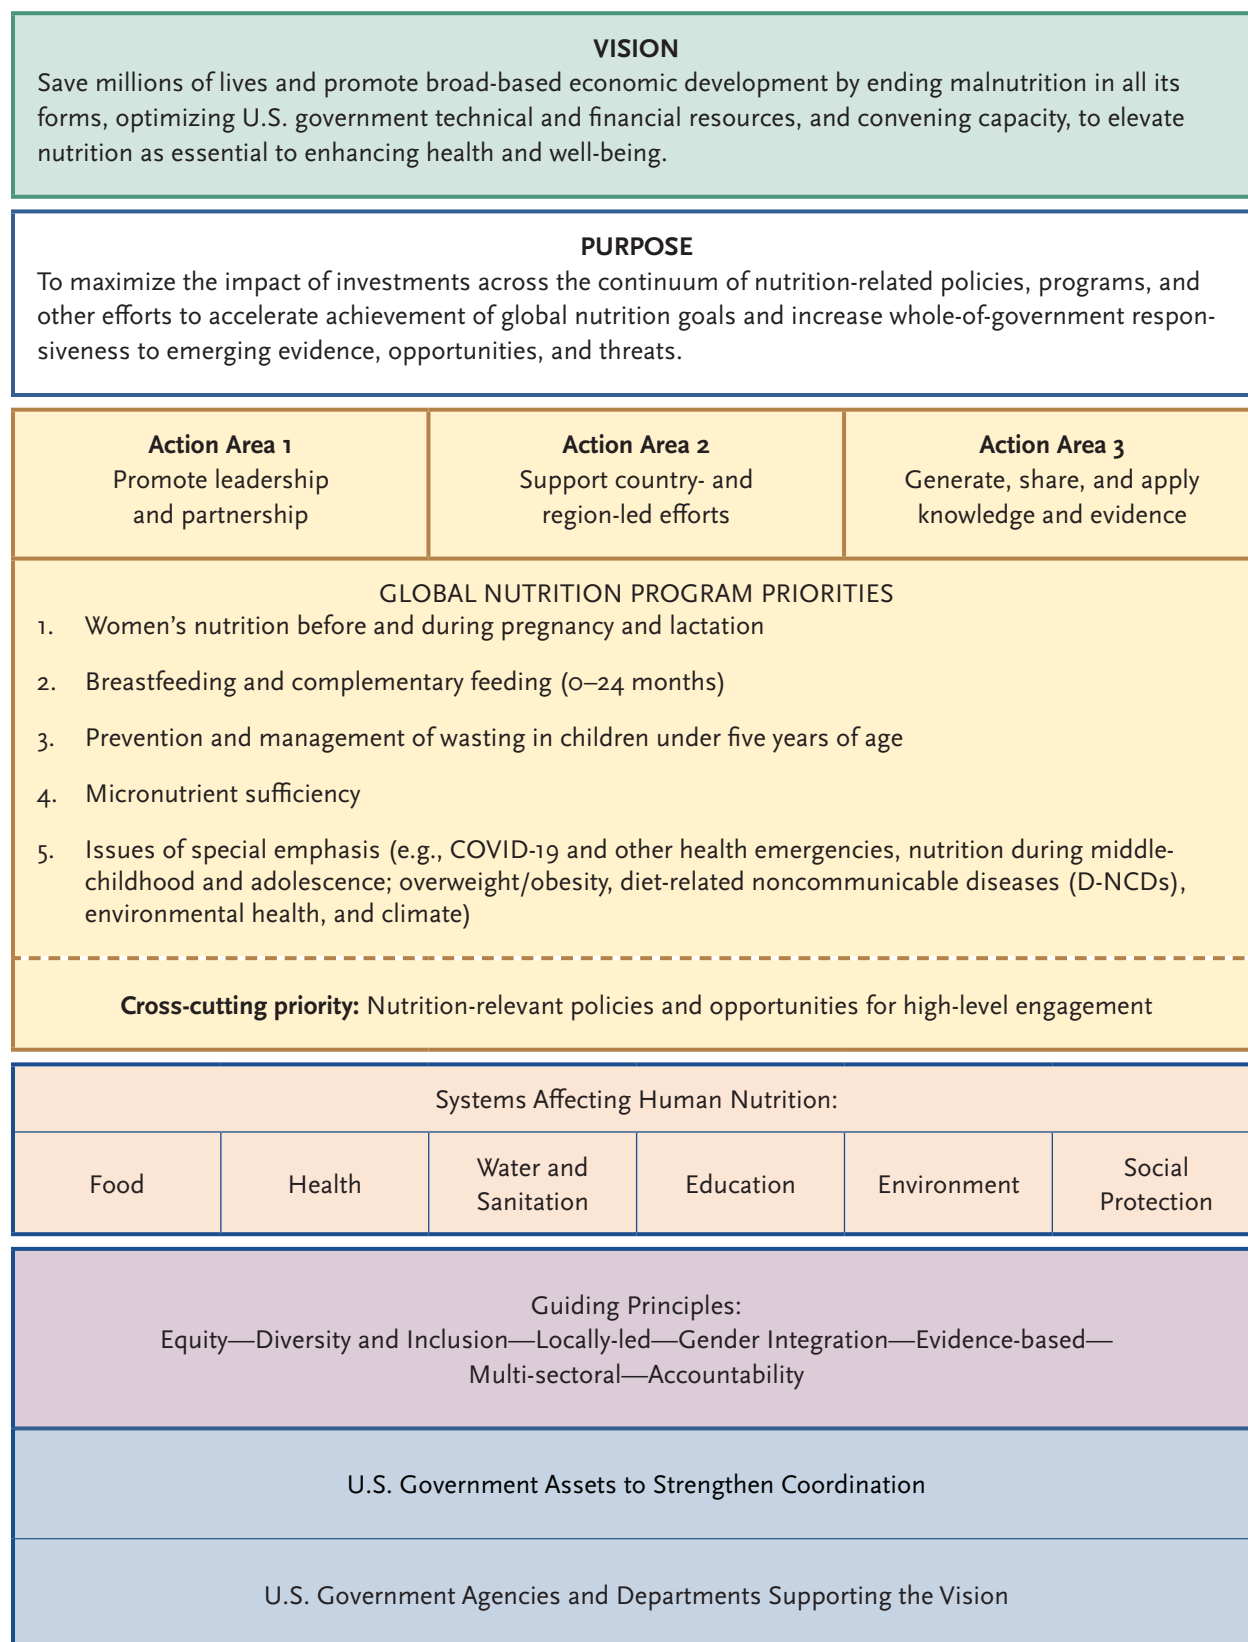 VISION
Save millions of lives and promote broad-based economic development by ending malnutrition in all its
forms, optimizing U.S. government technical and financial resources, and convening capacity, to elevate
nutrition as essential to enhancing health and well-being.
PURPOSE
To maximize the impact of investments across the continuum of nutrition-related policies, programs, and
other efforts to accelerate achievement of global nutrition goals and increase whole-of-government respon-
siveness to emerging evidence, opportunities, and threats.
Action Area 1
Promote leadership
and partnership
Action Area 2
Support country- and
region-led efforts
Action Area 3
Generate, share, and apply
knowledge and evidence
GLOBAL NUTRITION PROGRAM PRIORITIES
1. Women's nutrition before and during pregnancy and lactation
2. Breastfeeding and complementary feeding (0–24 months)
3. Prevention and management of wasting in children under five years of age
4. Micronutrient sufficiency
5. Issues of special emphasis (e.g., COVID-19 and other health emergencies, nutrition during middle-
childhood and adolescence; overweight/obesity, diet-related noncommunicable diseases (D-NCDs),
environmental health, and climate)
Cross-cutting priority: Nutrition-relevant policies and opportunities for high-level engagement
Systems Affecting Human Nutrition:
Food
Health
Water and
Sanitation
Education
Environment
Social
Protection
Guiding Principles:
Equity—Diversity and Inclusion—Locally-led—Gender Integration—Evidence-based—
Multi-sectoral—Accountability
U.S. Government Assets to Strengthen Coordination
U.S. Government Agencies and Departments Supporting the Vision